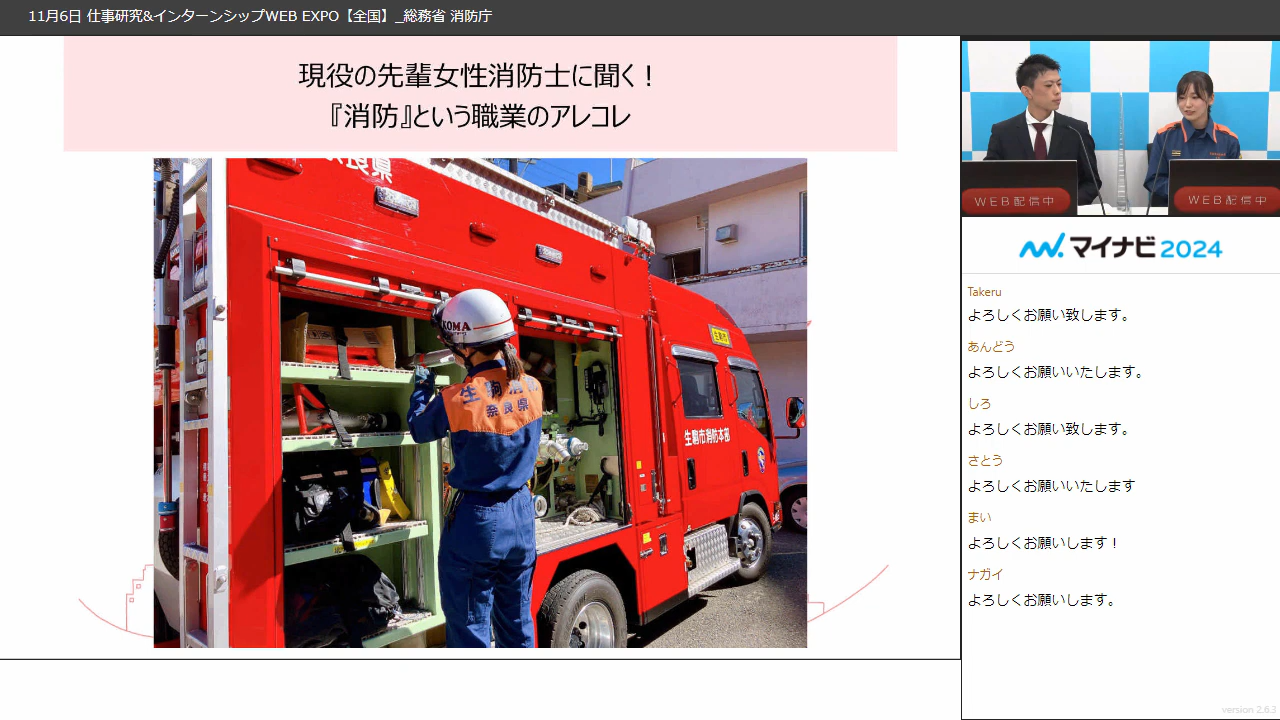 11月6日 仕事研究&インターンシップWEB EXPO【全国】_総務省 消防庁
現役の先輩女性消防士に聞く！
『消防』という職業のアレコレ
良県
KOMA
生駒消防
奈良県
生駒市
生駒市消防本部
WEB配信中
WEB配信中
マイナビ2024
Takeru
よろしくお願い致します。
あんどう
よろしくお願いいたします。
しろ
よろしくお願い致します。
さとう
よろしくお願いいたします
まい
よろしくお願いします！
ナガイ
よろしくお願いします。
version 2.6.3